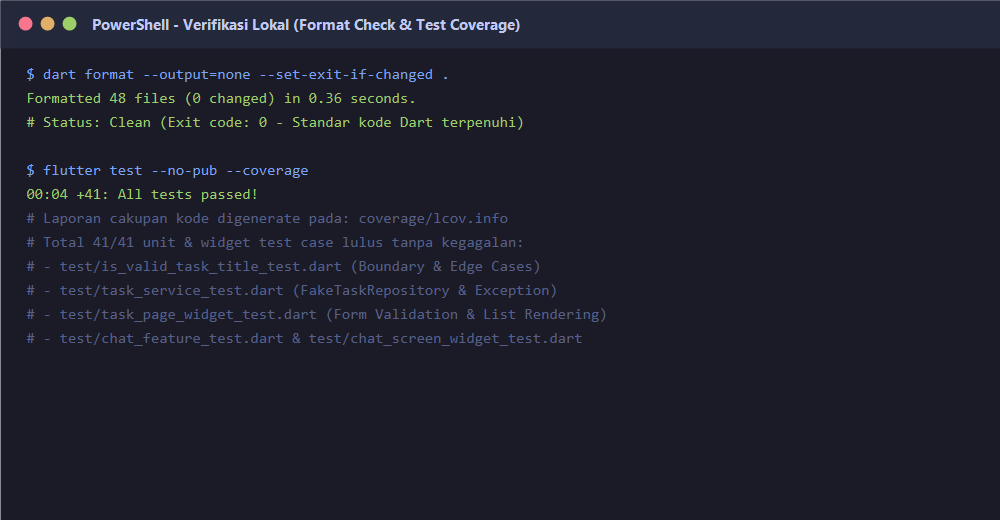 PowerShell - Verifikasi Lokal (Format Check & Test Coverage)
$ dart format --output=none --set-exit-if-changed .
Formatted 48 files (0 changed) in 0.36 seconds.
# Status: Clean (Exit code: 0 - Standar kode Dart terpenuhi)
$ flutter test --no-pub --coverage
00:04 +41: All tests passed!
# Laporan cakupan kode digenerate pada: coverage/lcov.info
# Total 41/41 unit & widget test case lulus tanpa kegagalan:
# - test/is_valid_task_title_test.dart (Boundary & Edge Cases)
# - test/task_service_test.dart (FakeTaskRepository & Exception)
# - test/task_page_widget_test.dart (Form Validation & List Rendering)
# - test/chat_feature_test.dart & test/chat_screen_widget_test.dart